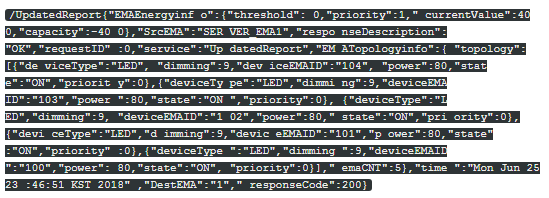 /UpdatedReport{"EMAEnergyinf o":{"threshold": 0,"priority":1," currentValue":40
0,"capacity":-40 0},"SrcEMA":"SER VER_EMA1","respo nseDescription":
"OK","requestID" :0,"service":"Up datedReport","EM ATopologyinfo":{ "topology":
[{"de viceType":"LED", "dimming":9,"dev iceEMAID":"104", "power":80,"stat
e":"ON","priorit y":0},{"deviceTy pe":"LED","dimmi ng":9,"deviceEMA
ID":"103","power ":80,"state":"ON ","priority":0}, {"deviceType":"L
ED","dimming":9, "deviceEMAID":"1 02","power":80," state":"ON","pri ority":0},
{"devi ceType":"LED","d imming":9,"devic eEMAID":"101","p ower":80,"state"
:"ON","priority" :0},{"deviceType ":"LED","dimming ":9,"deviceEMAID
":"100","power": 80,"state":"ON", "priority":0}]," emaCNT":5},"time ":"Mon Jun 25
23 :46:51 KST 2018" ,"DestEMA":"1"," responseCode":200}